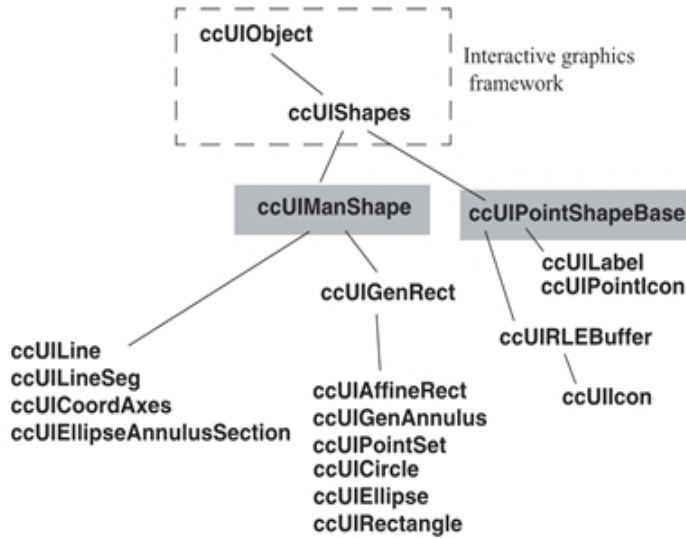 ccUIObject
Interactive graphics
framework
ccUIShapes
ccUIManShape
ccUIPointShapeBase
ccUILabel
ccUIPointIcon
ccUIGenRect
ccUIRLEBuffer
ccUIIcon
ccUILine
ccUILineSeg
ccUICoordAxes
ccUIEllipseAnnulusSection
ccUIAffineRect
ccUIGenAnnulus
ccUIPointSet
ccUICircle
ccUIEllipse
ccUIRectangle